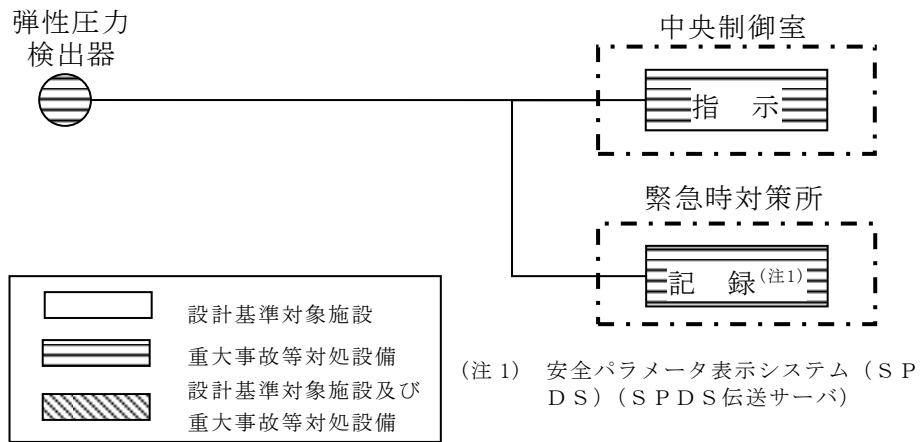 弾性圧力
検出器
中央制御室
指 示
緊急時対策所
記 録(注1)
設計基準対象施設
重大事故等対処設備
設計基準対象施設及び
重大事故等対処設備
(注 1) 安全パラメータ表示システム(ＳＰ
ＤＳ)(ＳＰＤＳ伝送サーバ)